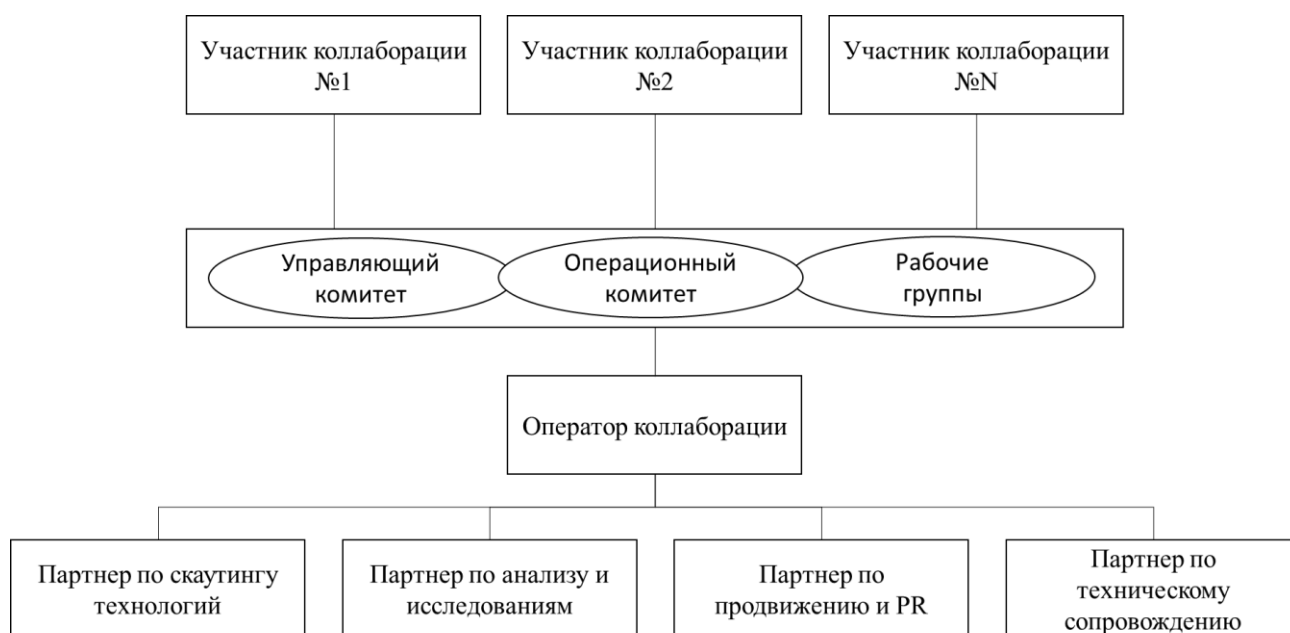 Участник коллаборации
№1
Участник коллаборации
№2
Участник коллаборации
№N
Управляющий
комитет
Операционный
комитет
Рабочие
группы
Оператор коллаборации
Партнер по скаутингу
технологий
Партнер по анализу и
исследованиям
Партнер по
продвижению и PR
Партнер по
техническому
сопровождению